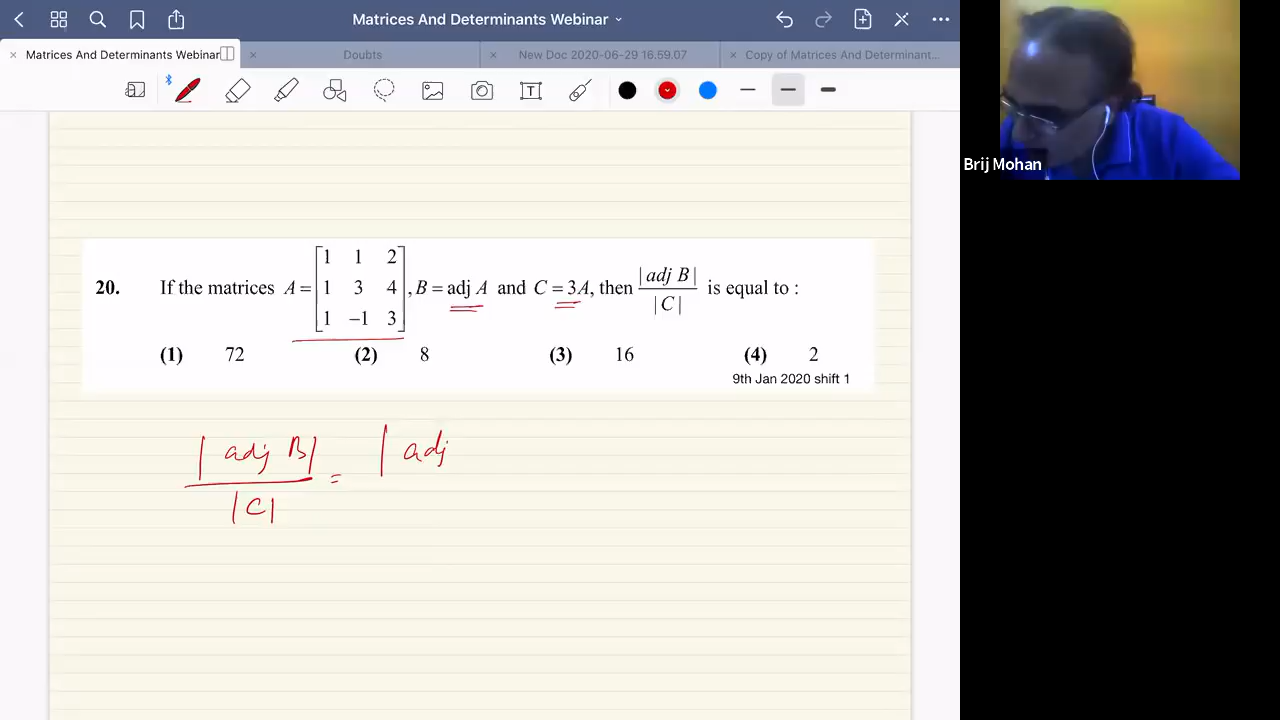 Matrices And Determinants Webinar
Matrices And Determinants Webinar
Doubts
New Doc 2020-06-29 16.59.07
Copy of Matrices And Determinant...
T
Brij Mohan
20. If the matrices A = [1 1 2; 1 3 4; 1 −1 3], B = adj A and C = 3A, then |adj B| / |C| is equal to :
(1) 72 (2) 8 (3) 16 (4) 2
9th Jan 2020 shift 1
| adj B| / |C| = | adj